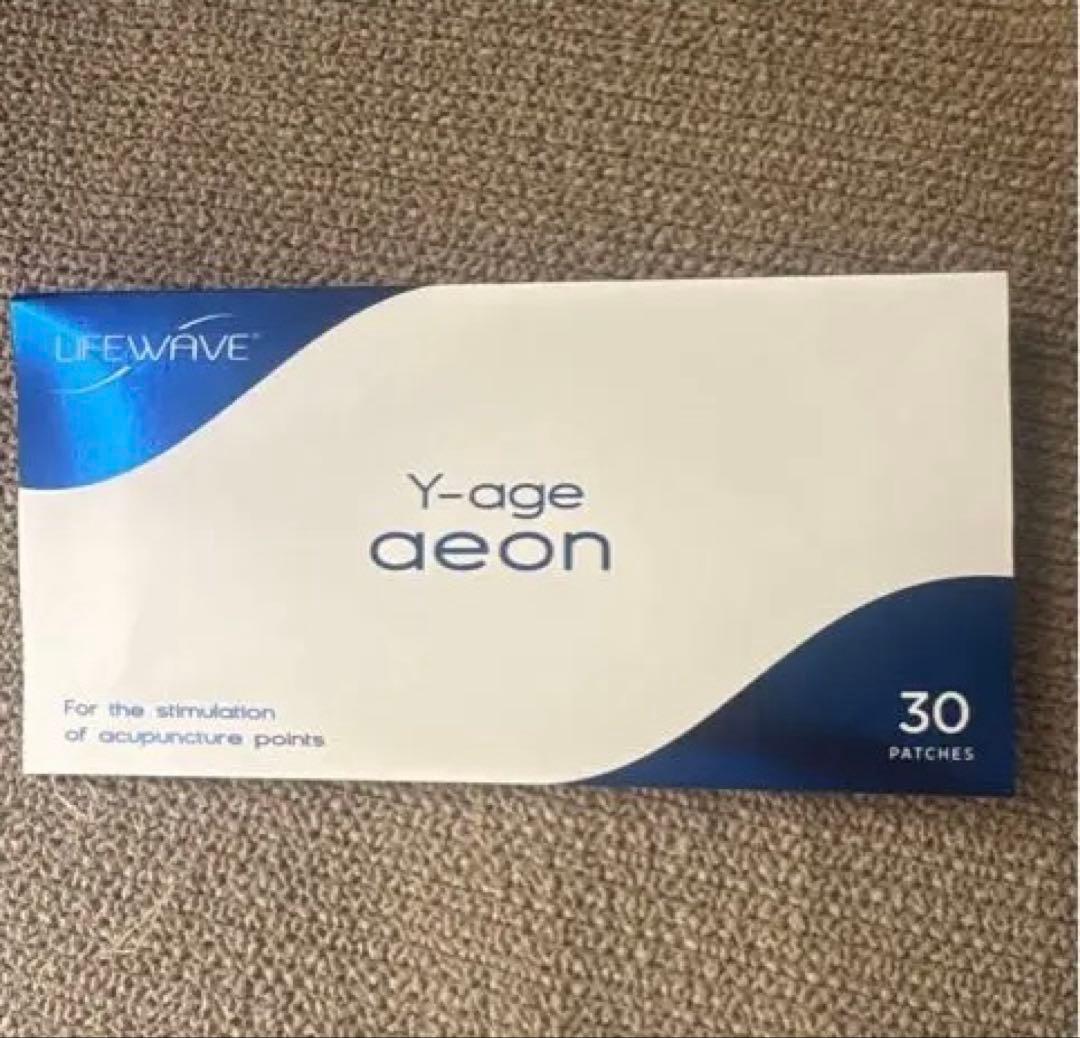 LIFEWAVE®
Y-age
aeon
For the stimulation
of acupuncture points
30
PATCHES